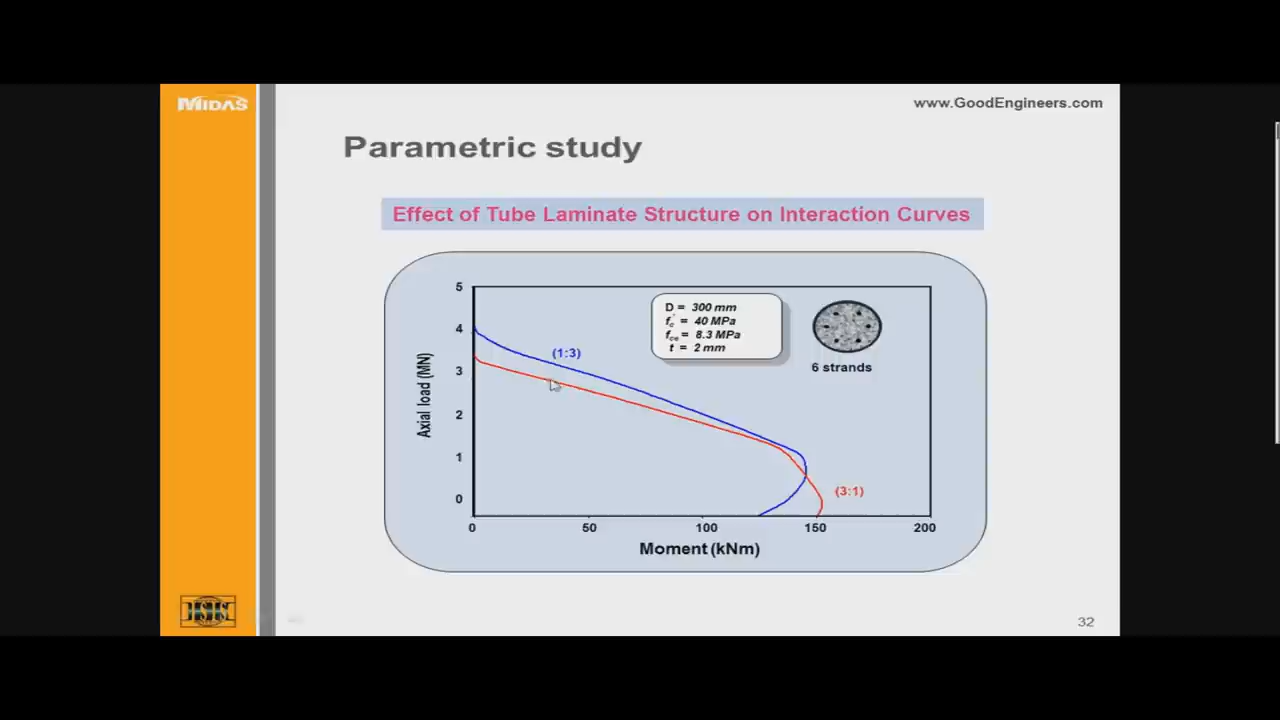 MIDAS
www.GoodEngineers.com
Parametric study
Effect of Tube Laminate Structure on Interaction Curves
5
4
3
2
1
0
Axial load (MN)
D = 300 mm
f'c = 40 MPa
fce = 8.3 MPa
t = 2 mm
6 strands
(1:3)
(3:1)
0 50 100 150 200
Moment (kNm)
ISIS
32